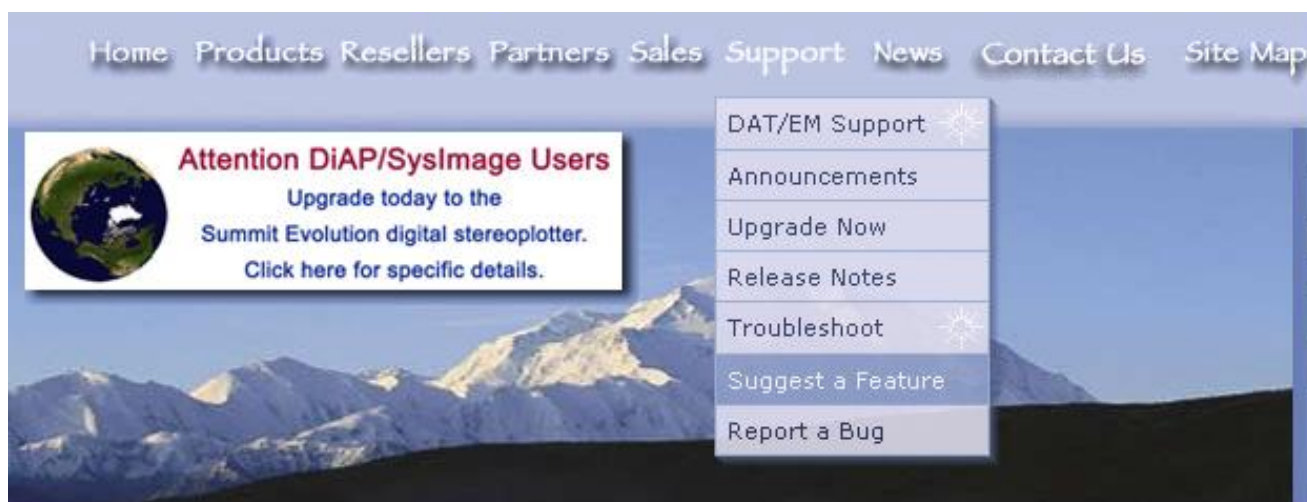 Home Products Resellers Partners Sales Support News Contact Us Site Map
Attention DiAP/SysImage Users
Upgrade today to the
Summit Evolution digital stereoplotter.
Click here for specific details.
DAT/EM Support
Announcements
Upgrade Now
Release Notes
Troubleshoot
Suggest a Feature
Report a Bug